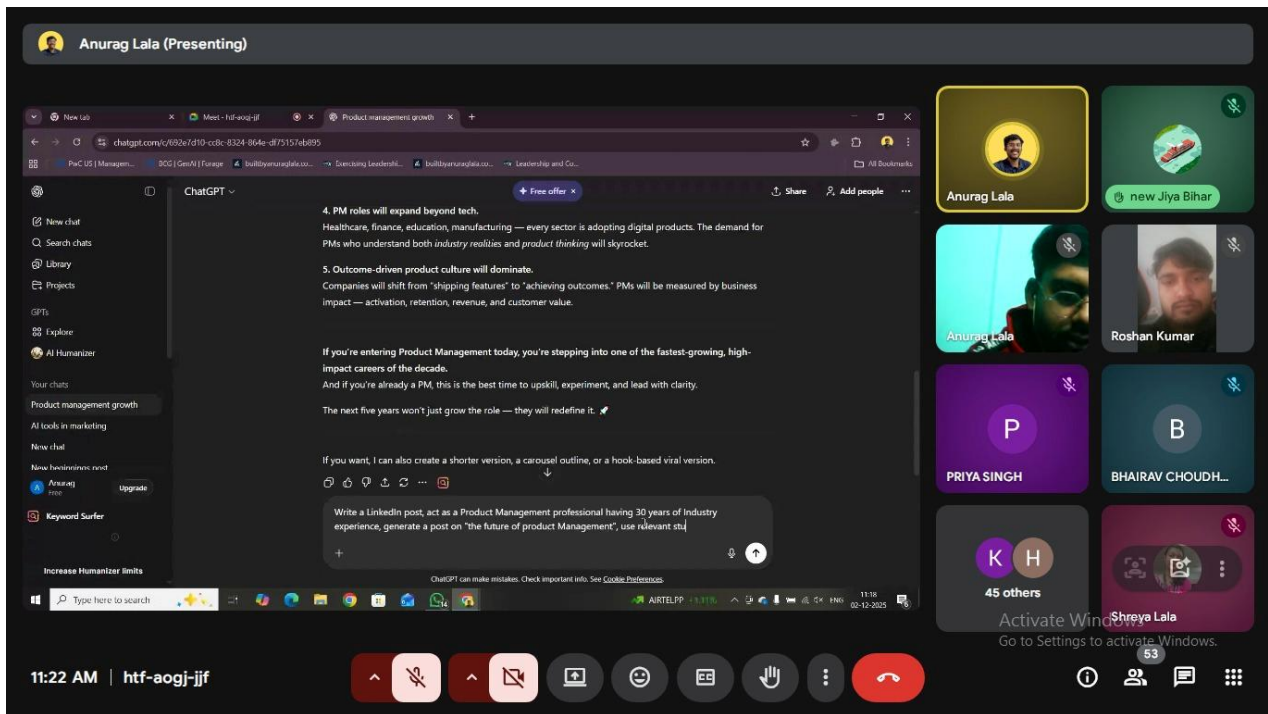 Anurag Lala (Presenting)
New tab
Meet - htf-aogj-jjf
Product management growth
chatgpt.com/c/692e7d10-cc8c-8324-864e-df75157eb895
PwC US | Managem...
BCG | GenAI | Forage
builtbyanuraglala.co...
Exercising Leadershi...
builtbyanuraglala.co...
Leadership and Co...
All Bookmarks
ChatGPT
Free offer
Share
Add people
New chat
Search chats
Library
Projects
GPTs
Explore
AI Humanizer
Your chats
Product management growth
AI tools in marketing
New chat
New beginnings post
Anurag
Free
Upgrade
Keyword Surfer
Increase Humanizer limits
4. PM roles will expand beyond tech.
Healthcare, finance, education, manufacturing — every sector is adopting digital products. The demand for
PMs who understand both industry realities and product thinking will skyrocket.
5. Outcome-driven product culture will dominate.
Companies will shift from "shipping features" to "achieving outcomes." PMs will be measured by business
impact — activation, retention, revenue, and customer value.
If you're entering Product Management today, you're stepping into one of the fastest-growing, high-
impact careers of the decade.
And if you're already a PM, this is the best time to upskill, experiment, and lead with clarity.
The next five years won't just grow the role — they will redefine it. 🚀
If you want, I can also create a shorter version, a carousel outline, or a hook-based viral version.
Write a LinkedIn post, act as a Product Management professional having 30 years of Industry
experience, generate a post on "the future of product Management", use relevant stu
ChatGPT can make mistakes. Check important info. See Cookie Preferences.
Type here to search
AIRTELPP +1.11%
ENG
11:18
02-12-2025
Anurag Lala
new Jiya Bihar
Anurag Lala
Roshan Kumar
P
PRIYA SINGH
B
BHAIRAV CHOUDH...
K
H
45 others
Shreya Lala
Activate Windows
Go to Settings to activate Windows.
11:22 AM | htf-aogj-jjf
53